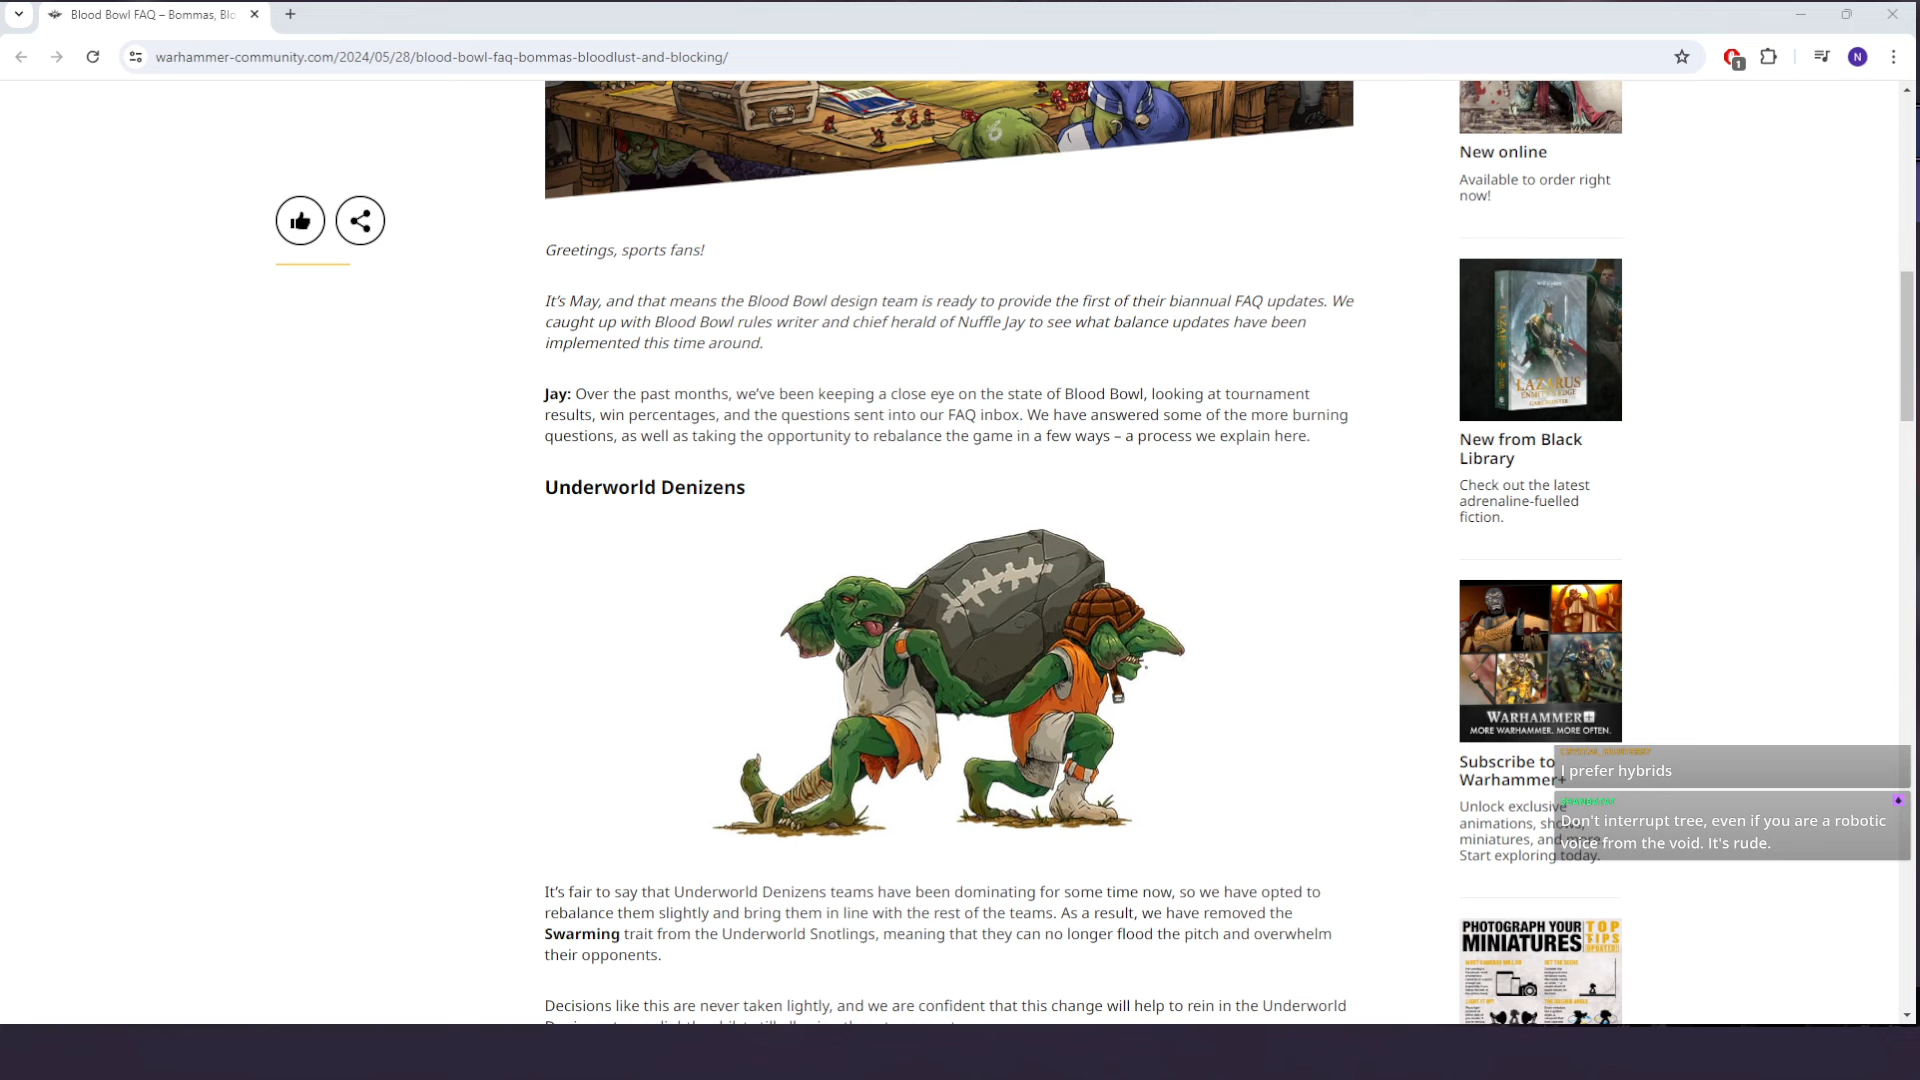 Blood Bowl FAQ – Bommas, Blo
warhammer-community.com/2024/05/28/blood-bowl-faq-bommas-bloodlust-and-blocking/
1
N
6
Greetings, sports fans!
It's May, and that means the Blood Bowl design team is ready to provide the first of their biannual FAQ updates. We
caught up with Blood Bowl rules writer and chief herald of Nuffle Jay to see what balance updates have been
implemented this time around.
Jay: Over the past months, we've been keeping a close eye on the state of Blood Bowl, looking at tournament
results, win percentages, and the questions sent into our FAQ inbox. We have answered some of the more burning
questions, as well as taking the opportunity to rebalance the game in a few ways – a process we explain here.
Underworld Denizens
It's fair to say that Underworld Denizens teams have been dominating for some time now, so we have opted to
rebalance them slightly and bring them in line with the rest of the teams. As a result, we have removed the
Swarming trait from the Underworld Snotlings, meaning that they can no longer flood the pitch and overwhelm
their opponents.
Decisions like this are never taken lightly, and we are confident that this change will help to rein in the Underworld
New online
Available to order right
now!
LAZARUS
New from Black
Library
Check out the latest
adrenaline-fuelled
fiction.
WARHAMMER+
MORE WARHAMMER. MORE OFTEN.
Subscribe to
Warhammer+
Unlock exclusive
animations, shows,
miniatures, and more
Start exploring today.
I prefer hybrids
Don't interrupt tree, even if you are a robotic
voice from the void. It's rude.
PHOTOGRAPH YOUR
MINIATURES
TOP
TIPS